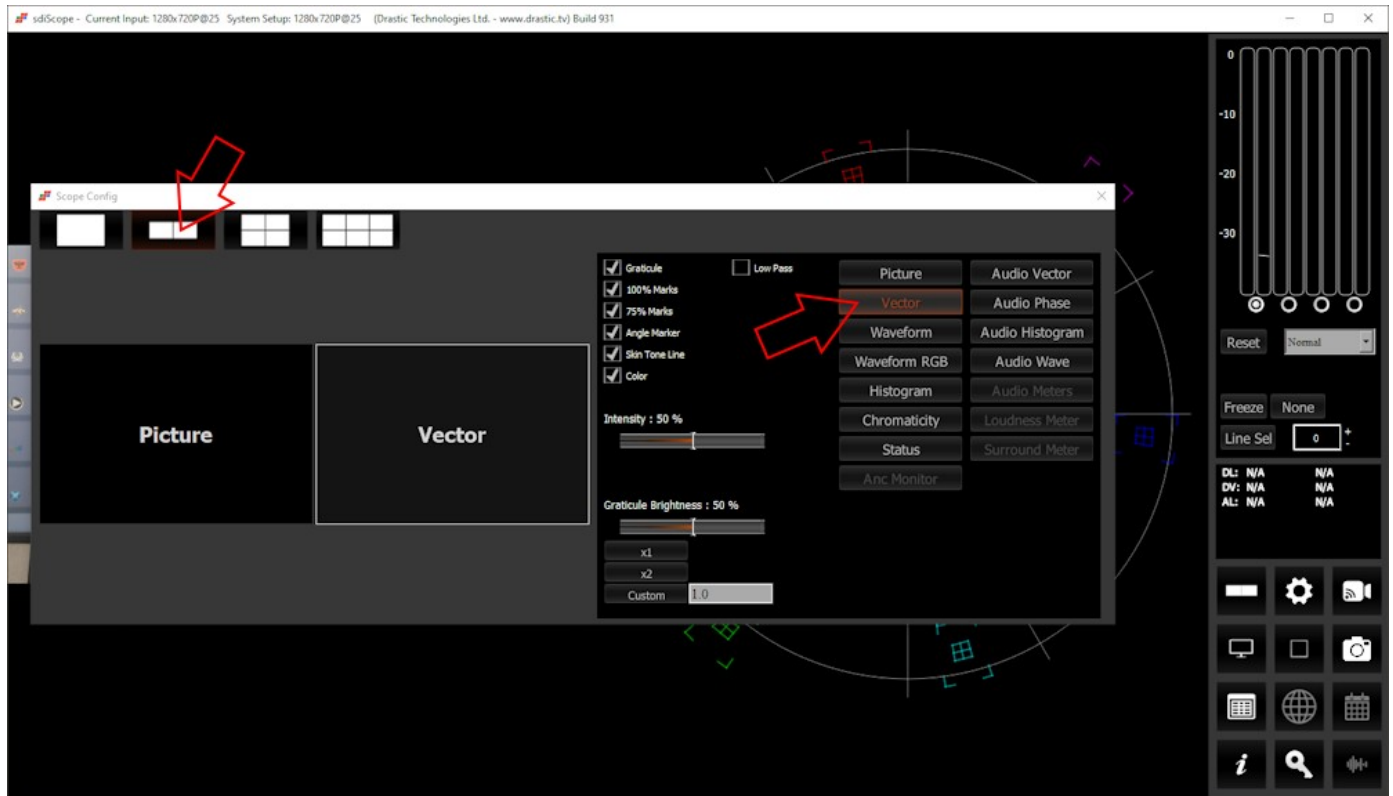 sdiScope - Current Input: 1280x720P@25 System Setup: 1280x720P@25 (Drastic Technologies Ltd. - www.drastic.tv) Build 931
Scope Config
Picture
Vector
Graticule
Low Pass
100% Marks
75% Marks
Angle Marker
Skin Tone Line
Color
Intensity : 50 %
Graticule Brightness : 50 %
x1
x2
Custom 1.0
Picture Audio Vector
Vector Audio Phase
Waveform Audio Histogram
Waveform RGB Audio Wave
Histogram Audio Meters
Chromaticity Loudness Meter
Status Surround Meter
Anc Monitor
0
-10
-20
-30
Reset Normal
Freeze None
Line Sel 0 + -
DL: N/A N/A
DV: N/A N/A
AL: N/A N/A
i